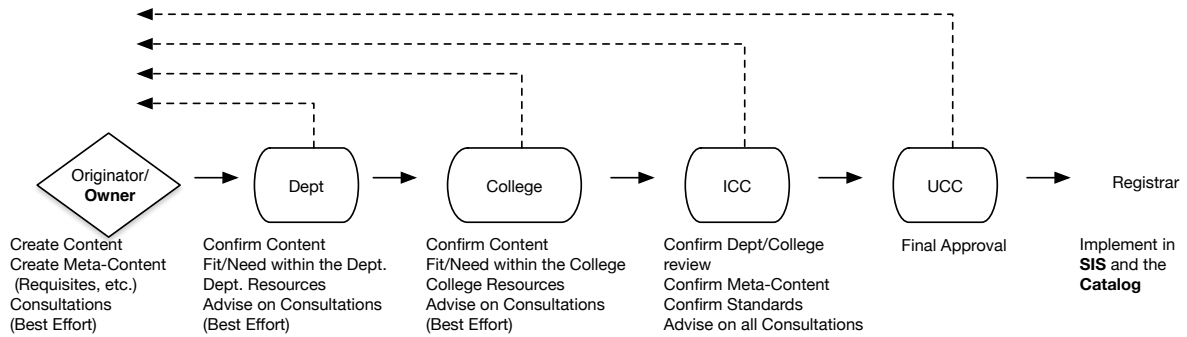 Originator/
Owner
Dept
College
ICC
UCC
Registrar
Create Content
Create Meta-Content
(Requisites, etc.)
Consultations
(Best Effort)
Confirm Content
Fit/Need within the Dept.
Dept. Resources
Advise on Consultations
(Best Effort)
Confirm Content
Fit/Need within the College
College Resources
Advise on Consultations
(Best Effort)
Confirm Dept/College
review
Confirm Meta-Content
Confirm Standards
Advise on all Consultations
Final Approval
Implement in
SIS and the
Catalog